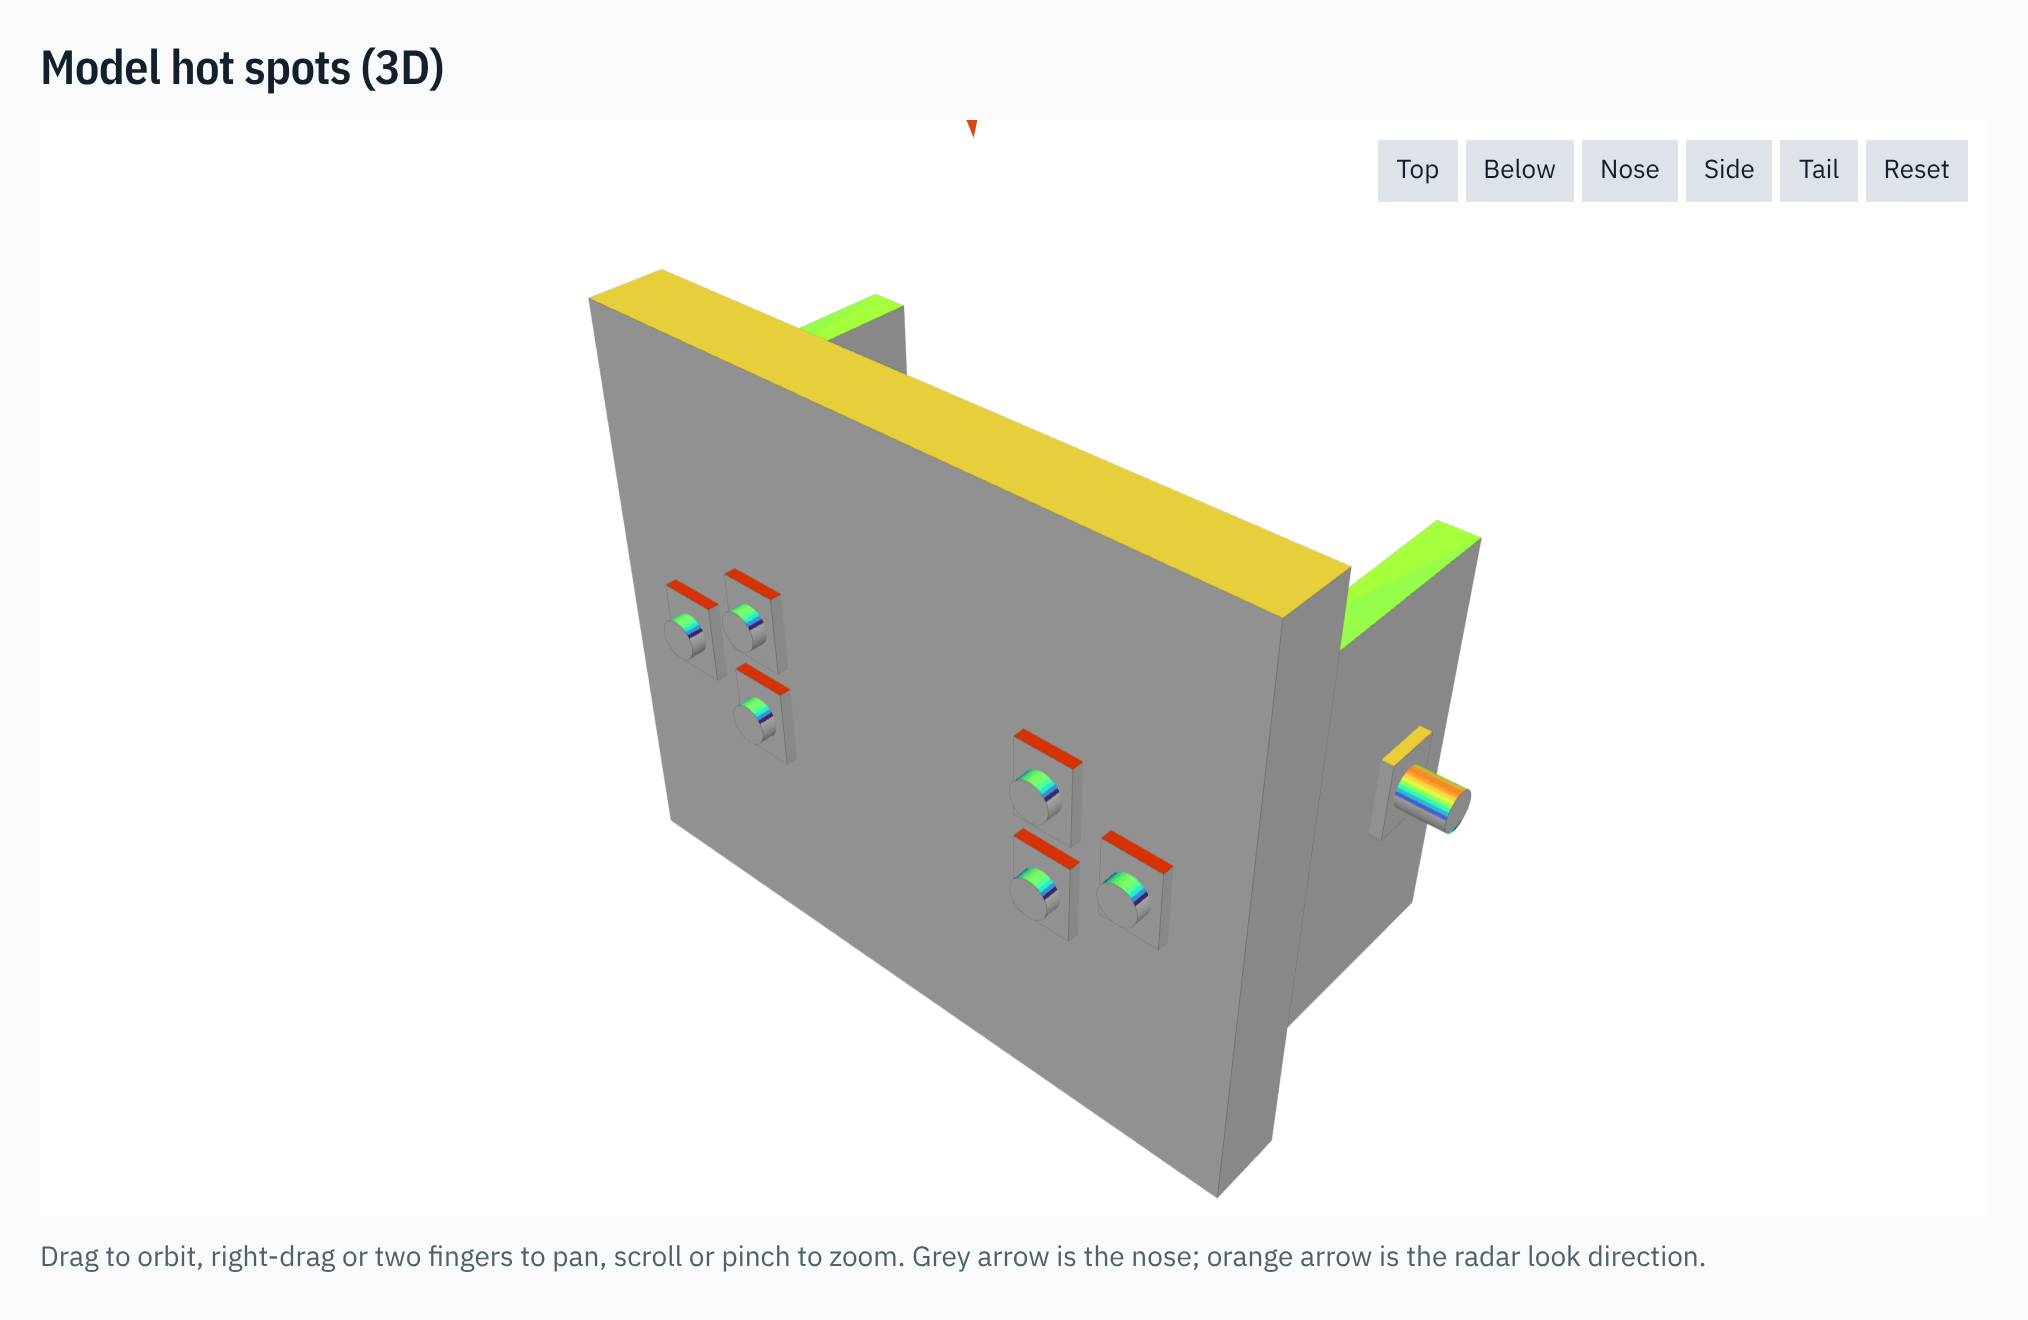 Model hot spots (3D)
Top Below Nose Side Tail Reset
Drag to orbit, right-drag or two fingers to pan, scroll or pinch to zoom. Grey arrow is the nose; orange arrow is the radar look direction.